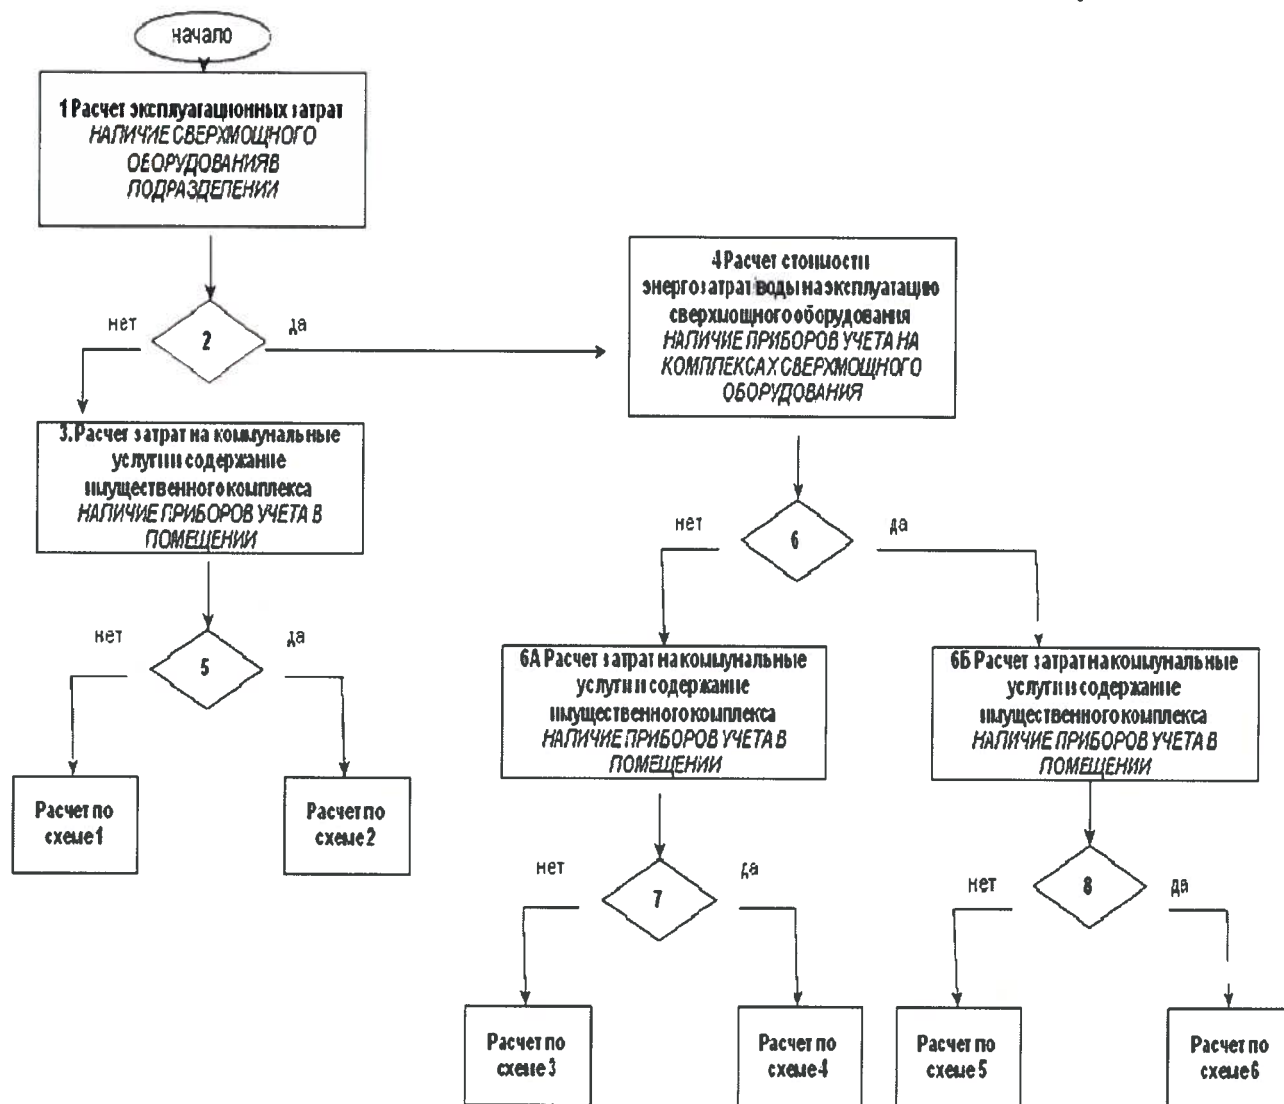 начало
1 Расчет эксплуатационных затрат
НАЛИЧИЕ СВЕРХМОЩНОГО
ОБОРУДОВАНИЯ В
ПОДРАЗДЕЛЕНИИ
нет
2
да
4 Расчет стоимости
энергозатрат воды на эксплуатацию
сверхмощного оборудования
НАЛИЧИЕ ПРИБОРОВ УЧЕТА НА
КОМПЛЕКСАХ СВЕРХМОЩНОГО
ОБОРУДОВАНИЯ
3. Расчет затрат на коммунальные
услуги и содержание
имущественного комплекса
НАЛИЧИЕ ПРИБОРОВ УЧЕТА В
ПОМЕЩЕНИИ
нет
6
да
нет
5
да
6А Расчет затрат на коммунальные
услуги и содержание
имущественного комплекса
НАЛИЧИЕ ПРИБОРОВ УЧЕТА В
ПОМЕЩЕНИИ
6Б Расчет затрат на коммунальные
услуги и содержание
имущественного комплекса
НАЛИЧИЕ ПРИБОРОВ УЧЕТА В
ПОМЕЩЕНИИ
Расчет по
схеме 1
Расчет по
схеме 2
нет
7
да
нет
8
да
Расчет по
схеме 3
Расчет по
схеме 4
Расчет по
схеме 5
Расчет по
схеме 6